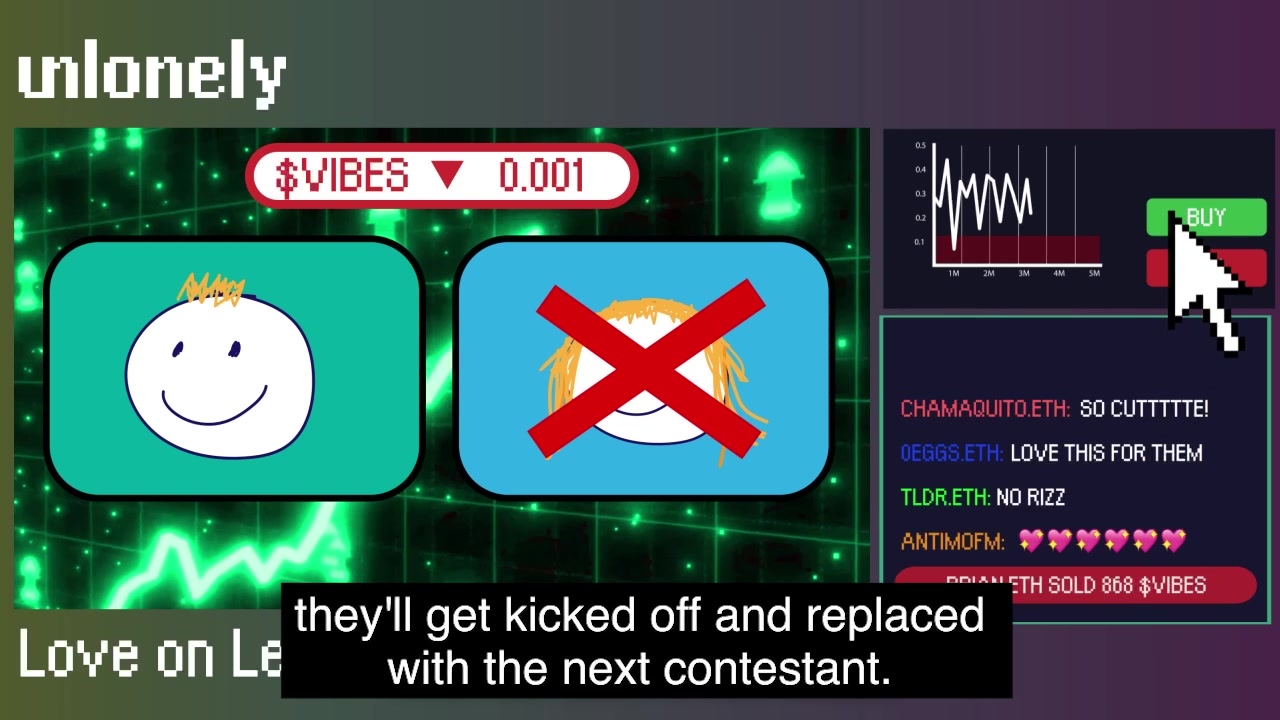 unlonely
$VIBES ▼ 0.001
0.5
0.4
0.3
0.2
0.1
1M 2M 3M 4M 5M
BUY
CHAMAQUITO.ETH: SO CUTTTTTE!
0EGGS.ETH: LOVE THIS FOR THEM
TLDR.ETH: NO RIZZ
ANTIMOFM: 💖💖💖💖💖💖
BRIAN.ETH SOLD 868 $VIBES
Love on
they'll get kicked off and replaced
with the next contestant.